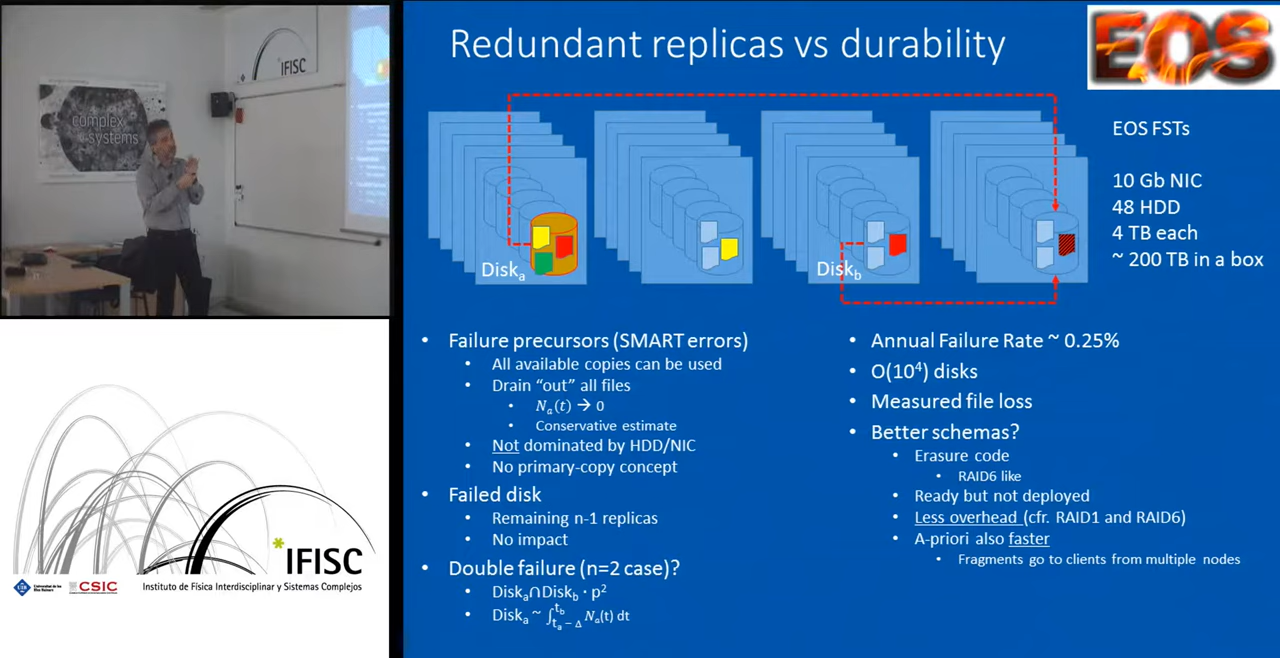 IFISC
complex
systems
Redundant replicas vs durability
EOS
Disk_a
Disk_b
EOS FSTs
10 Gb NIC
48 HDD
4 TB each
~ 200 TB in a box
• Failure precursors (SMART errors)
• All available copies can be used
• Drain “out” all files
• N_a(t) → 0
• Conservative estimate
• Not dominated by HDD/NIC
• No primary-copy concept
• Failed disk
• Remaining n-1 replicas
• No impact
• Double failure (n=2 case)?
• Disk_a∩Disk_b · p²
• Disk_a ~ ∫_{t_a − Δ}^{t_b} N_a(t) dt
• Annual Failure Rate ~ 0.25%
• O(10⁴) disks
• Measured file loss
• Better schemas?
• Erasure code
• RAID6 like
• Ready but not deployed
• Less overhead (cfr. RAID1 and RAID6)
• A-priori also faster
• Fragments go to clients from multiple nodes
*IFISC
CSIC
Instituto de Física Interdisciplinar y Sistemas Complejos